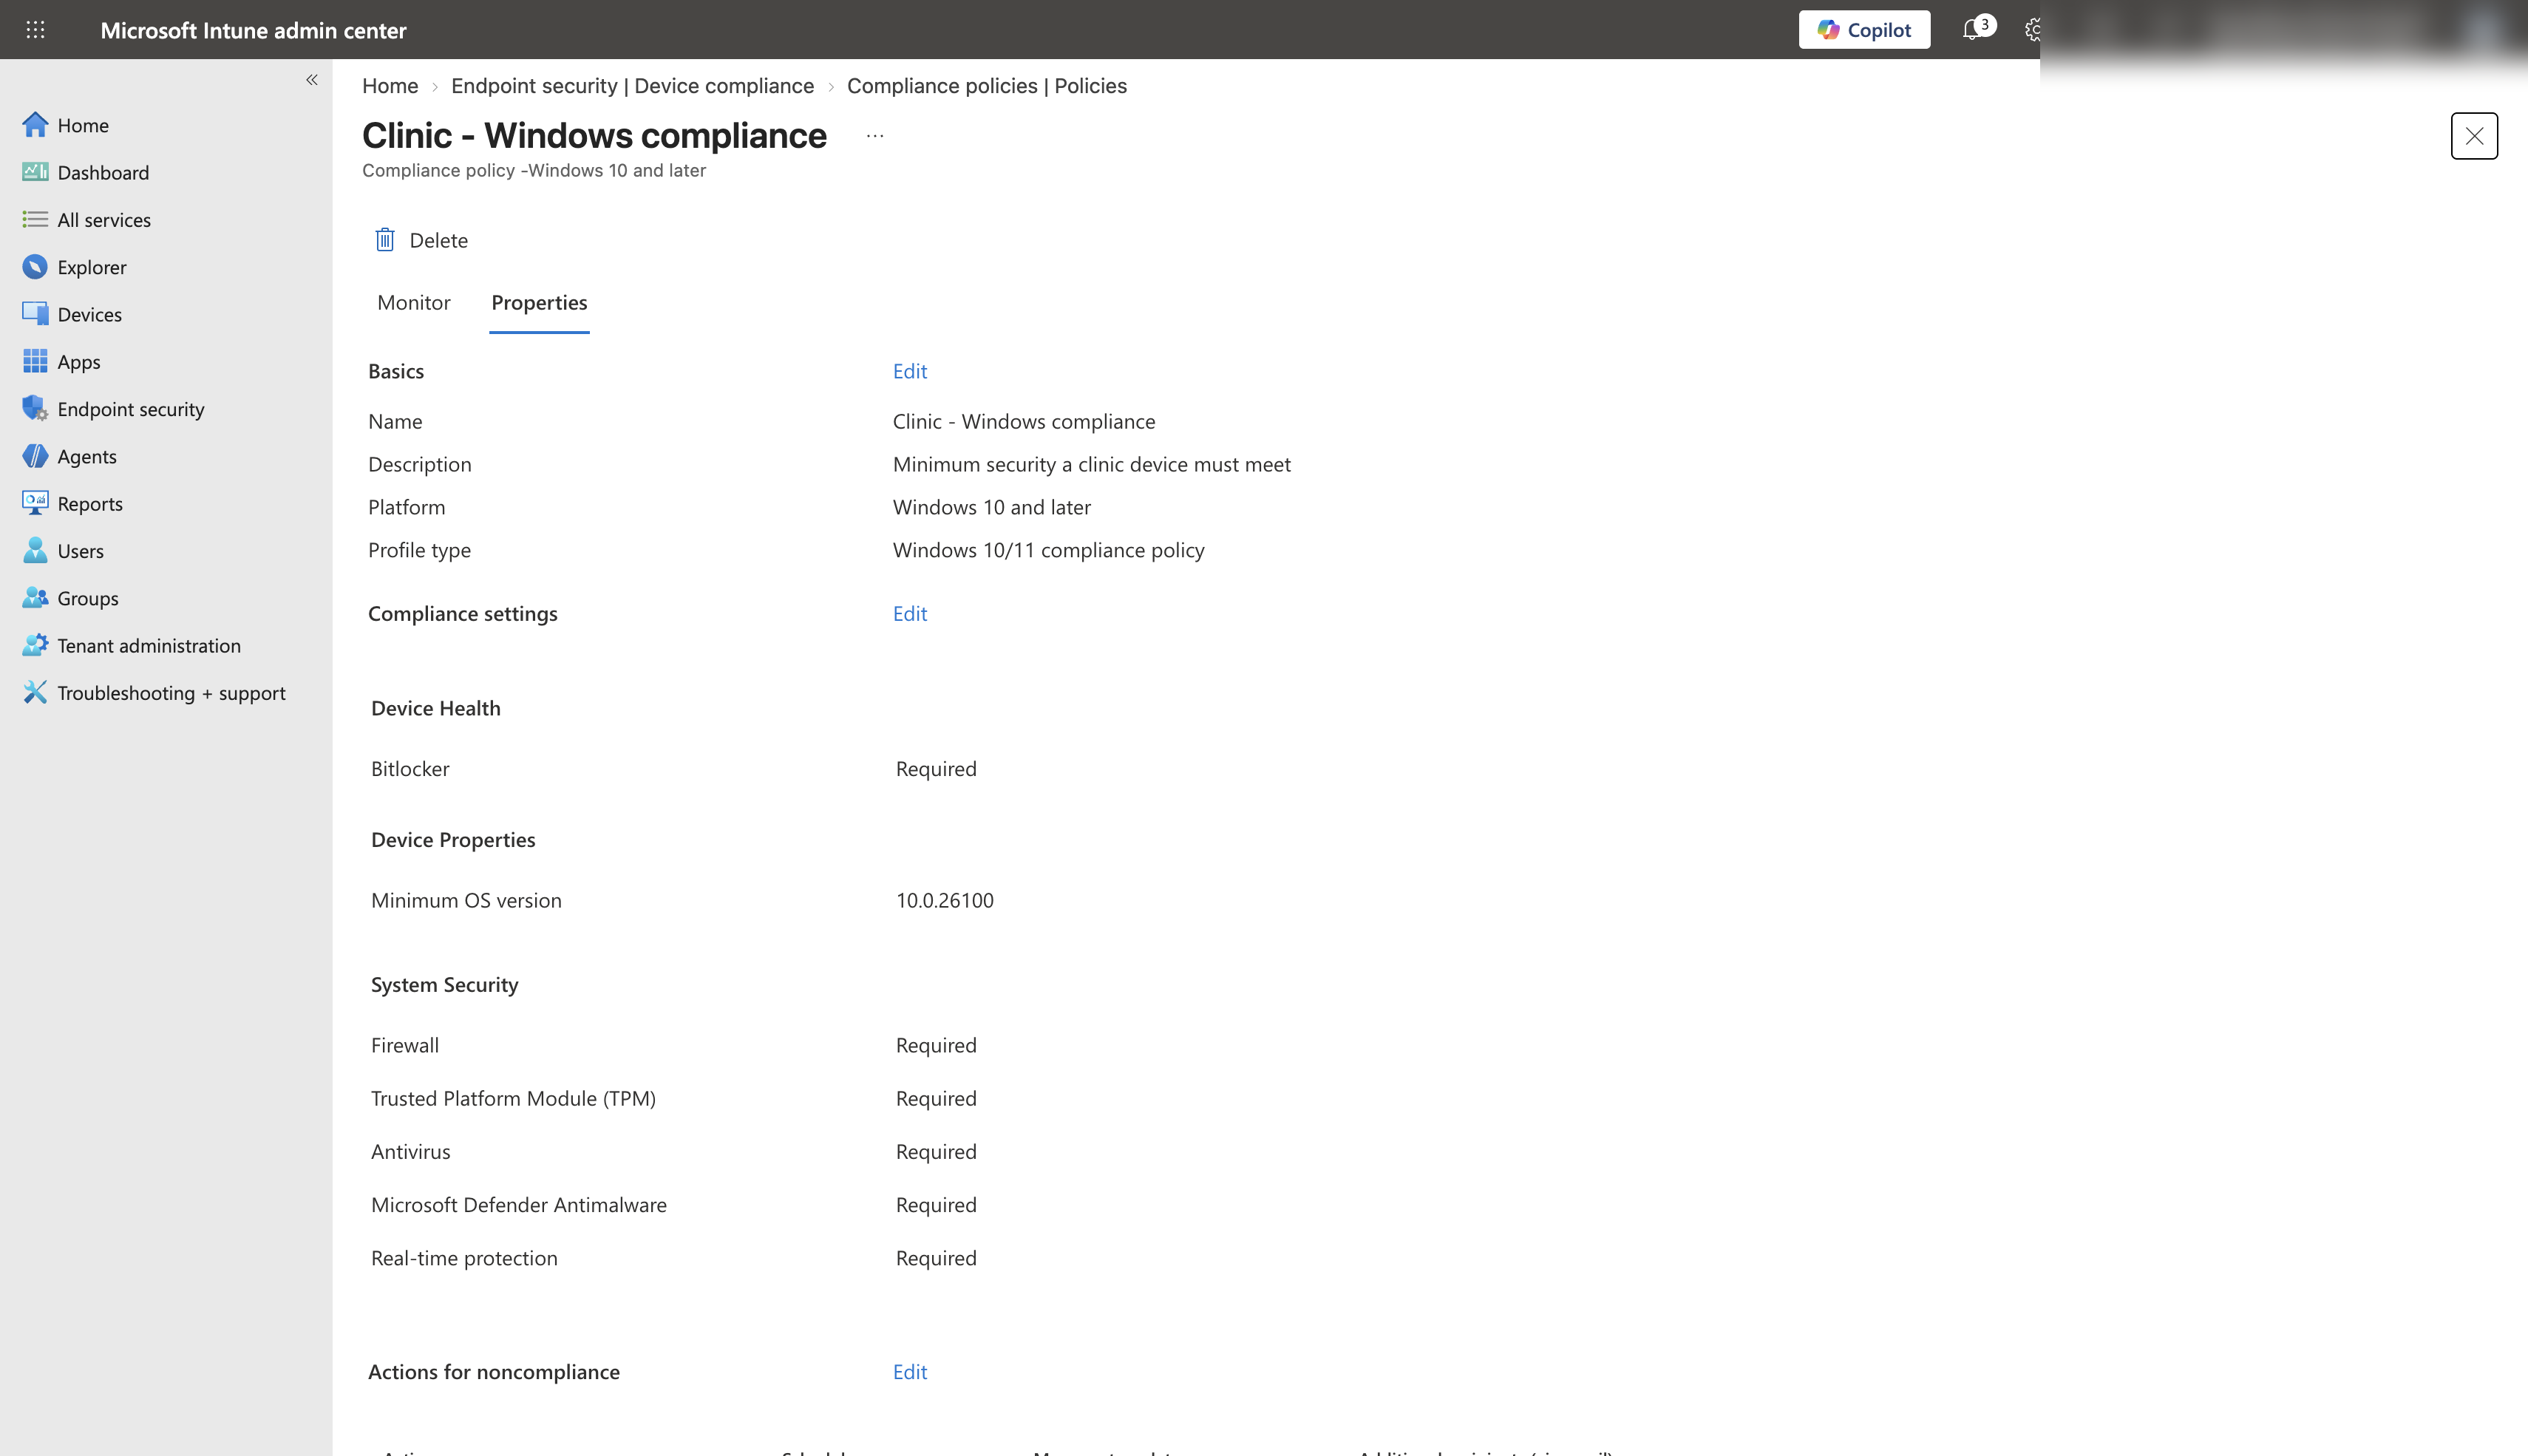 Microsoft Intune admin center
Copilot
3
Home
Dashboard
All services
Explorer
Devices
Apps
Endpoint security
Agents
Reports
Users
Groups
Tenant administration
Troubleshooting + support
Home > Endpoint security | Device compliance > Compliance policies | Policies
Clinic - Windows compliance ...
Compliance policy -Windows 10 and later
Delete
Monitor Properties
Basics Edit
Name Clinic - Windows compliance
Description Minimum security a clinic device must meet
Platform Windows 10 and later
Profile type Windows 10/11 compliance policy
Compliance settings Edit
Device Health
Bitlocker Required
Device Properties
Minimum OS version 10.0.26100
System Security
Firewall Required
Trusted Platform Module (TPM) Required
Antivirus Required
Microsoft Defender Antimalware Required
Real-time protection Required
Actions for noncompliance Edit